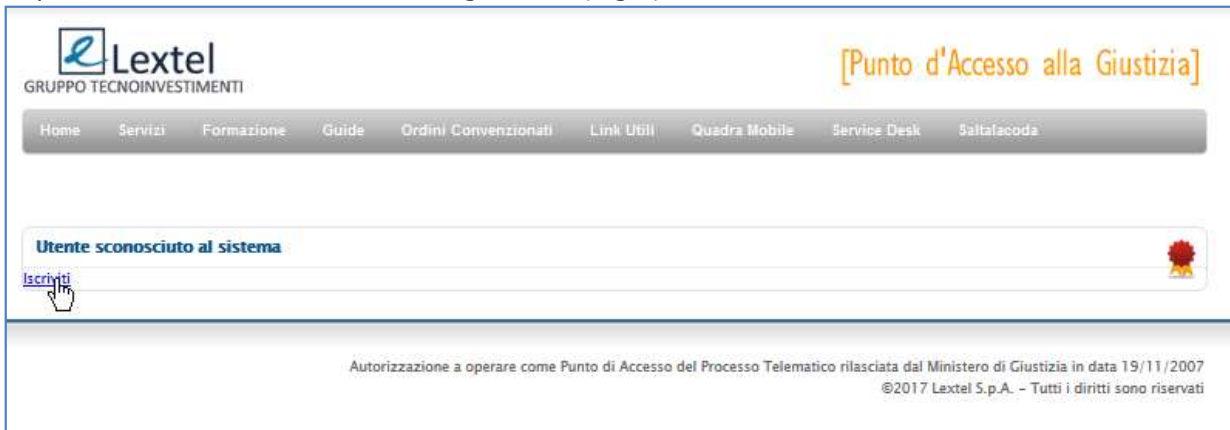 Lextel
GRUPPO TECNOINVESTIMENTI
[Punto d'Accesso alla Giustizia]
Home Servizi Formazione Guide Ordini Convenzionati Link Utili Quadra Mobile Service Desk Saltalacoda
Utente sconosciuto al sistema
Iscriviti
Autorizzazione a operare come Punto di Accesso del Processo Telematico rilasciata dal Ministero di Giustizia in data 19/11/2007
©2017 Lextel S.p.A. – Tutti i diritti sono riservati